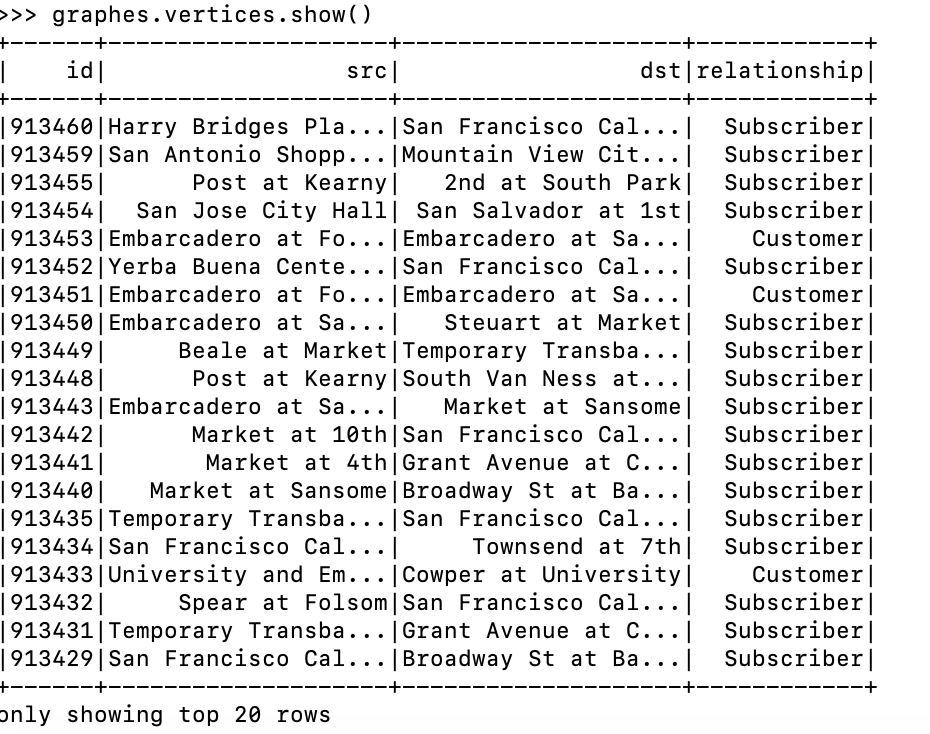 >>> graphes.vertices.show()
+------+--------------------+--------------------+------------+
|    id|                 src|                 dst|relationship|
+------+--------------------+--------------------+------------+
|913460|Harry Bridges Pla...|San Francisco Cal...|  Subscriber|
|913459|San Antonio Shopp...|Mountain View Cit...|  Subscriber|
|913455|      Post at Kearny|   2nd at South Park|  Subscriber|
|913454|  San Jose City Hall| San Salvador at 1st|  Subscriber|
|913453|Embarcadero at Fo...|Embarcadero at Sa...|    Customer|
|913452|Yerba Buena Cente...|San Francisco Cal...|  Subscriber|
|913451|Embarcadero at Fo...|Embarcadero at Sa...|    Customer|
|913450|Embarcadero at Sa...|   Steuart at Market|  Subscriber|
|913449|     Beale at Market|Temporary Transba...|  Subscriber|
|913448|      Post at Kearny|South Van Ness at...|  Subscriber|
|913443|Embarcadero at Sa...|   Market at Sansome|  Subscriber|
|913442|      Market at 10th|San Francisco Cal...|  Subscriber|
|913441|       Market at 4th|Grant Avenue at C...|  Subscriber|
|913440|   Market at Sansome|Broadway St at Ba...|  Subscriber|
|913435|Temporary Transba...|San Francisco Cal...|  Subscriber|
|913434|San Francisco Cal...|     Townsend at 7th|  Subscriber|
|913433|University and Em...|Cowper at University|    Customer|
|913432|     Spear at Folsom|San Francisco Cal...|  Subscriber|
|913431|Temporary Transba...|Grant Avenue at C...|  Subscriber|
|913429|San Francisco Cal...|Broadway St at Ba...|  Subscriber|
+------+--------------------+--------------------+------------+
only showing top 20 rows